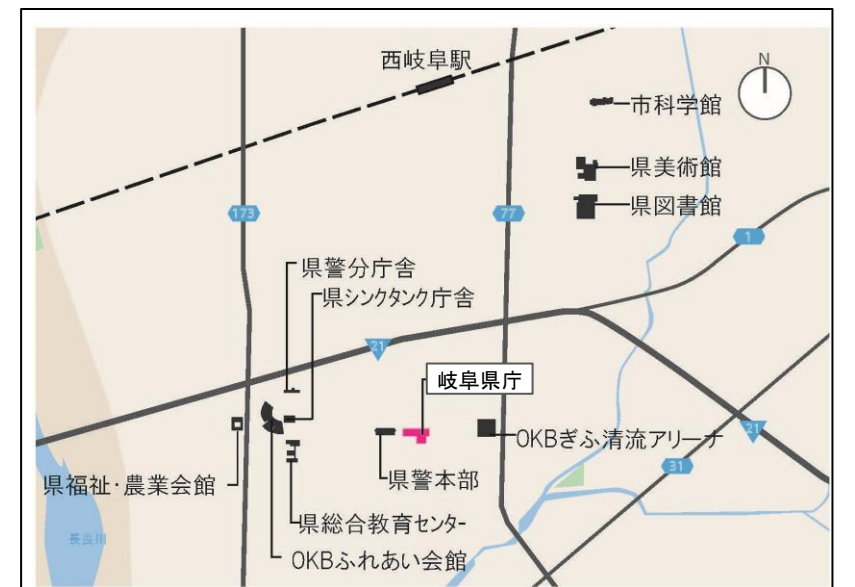 西岐阜駅
N
市科学館
県美術館
県図書館
173
77
1
県警分庁舎
県シンクタンク庁舎
21
岐阜県庁
OKBぎふ清流アリーナ
21
31
県福祉・農業会館
県警本部
県総合教育センター
OKBふれあい会館
長良川